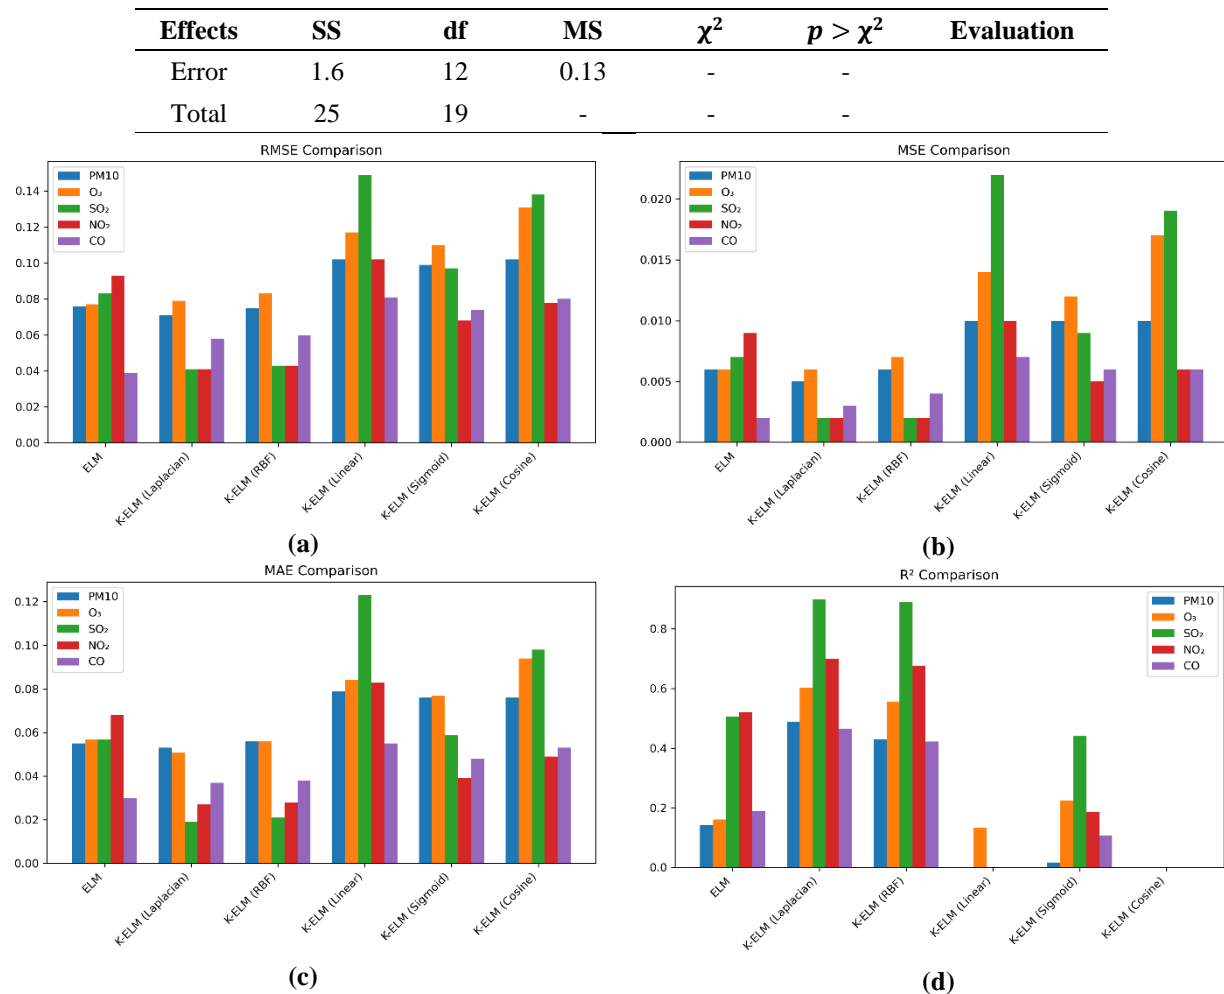 Effects SS df MS χ² p > χ² Evaluation
Error 1.6 12 0.13 - -
Total 25 19 - - -
RMSE Comparison
PM10
O₃
SO₂
NO₂
CO
0.14
0.12
0.10
0.08
0.06
0.04
0.02
0.00
ELM
K-ELM (Laplacian)
K-ELM (RBF)
K-ELM (Linear)
K-ELM (Sigmoid)
K-ELM (Cosine)
(a)
MSE Comparison
PM10
O₃
SO₂
NO₂
CO
0.020
0.015
0.010
0.005
0.000
ELM
K-ELM (Laplacian)
K-ELM (RBF)
K-ELM (Linear)
K-ELM (Sigmoid)
K-ELM (Cosine)
(b)
MAE Comparison
PM10
O₃
SO₂
NO₂
CO
0.12
0.10
0.08
0.06
0.04
0.02
0.00
ELM
K-ELM (Laplacian)
K-ELM (RBF)
K-ELM (Linear)
K-ELM (Sigmoid)
K-ELM (Cosine)
(c)
R² Comparison
PM10
O₃
SO₂
NO₂
CO
0.8
0.6
0.4
0.2
0.0
ELM
K-ELM (Laplacian)
K-ELM (RBF)
K-ELM (Linear)
K-ELM (Sigmoid)
K-ELM (Cosine)
(d)